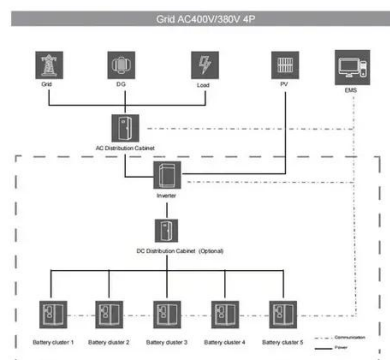 Grid AC400V/380V 4P
Grid
DG
Load
PV
EMS
AC Distribution Cabinet
Inverter
DC Distribution Cabinet (Optional)
Battery cluster 1
Battery cluster 2
Battery cluster 3
Battery cluster 4
Battery cluster 5
Communication
Power